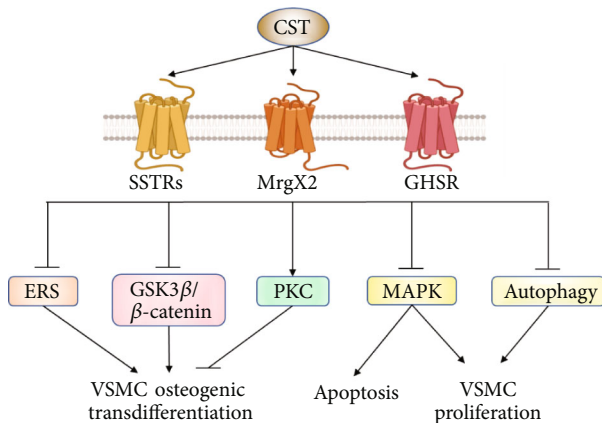 CST
SSTRs
MrgX2
GHSR
ERS
GSK3β/
β-catenin
PKC
MAPK
Autophagy
VSMC osteogenic
transdifferentiation
Apoptosis
VSMC
proliferation